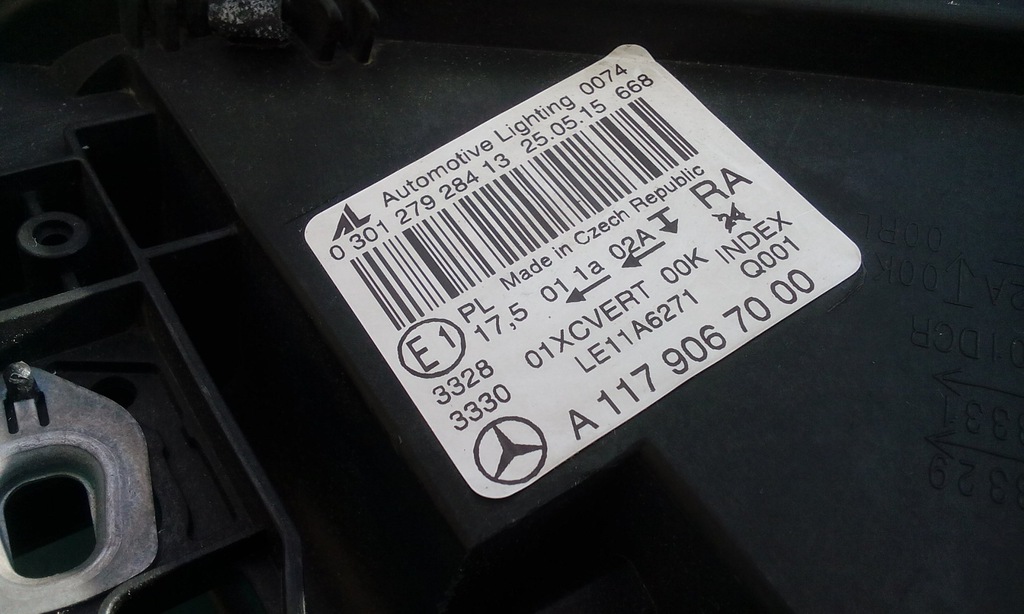 AL Automotive Lighting 0074
0 301 279 284 13 25.05.15 668
Made in Czech Republic
E1 PL 17,5 01 1a 02A RA
3328
3330
01XCVERT 00K INDEX
LE11A6271 Q001
A 117 906 70 00